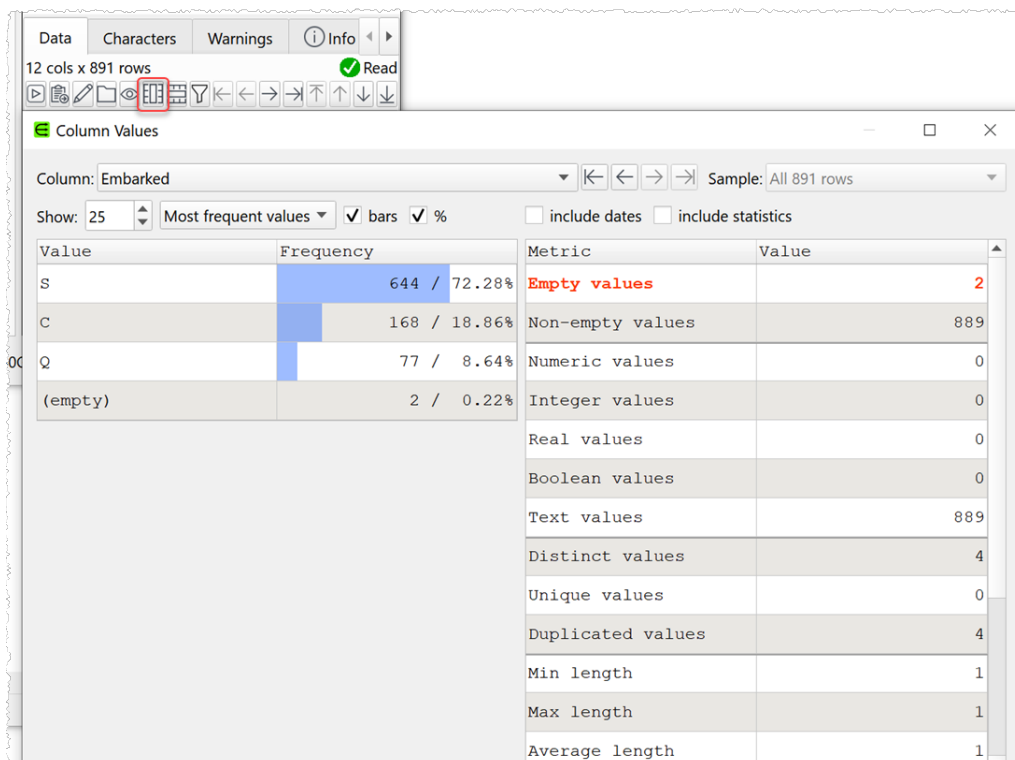 Data Characters Warnings Info
12 cols x 891 rows Read
Column Values
Column: Embarked Sample: All 891 rows
Show: 25 Most frequent values bars % include dates include statistics
Value Frequency Metric Value
S 644 / 72.28% Empty values 2
C 168 / 18.86% Non-empty values 889
Q 77 / 8.64% Numeric values 0
(empty) 2 / 0.22% Integer values 0
Real values 0
Boolean values 0
Text values 889
Distinct values 4
Unique values 0
Duplicated values 4
Min length 1
Max length 1
Average length 1